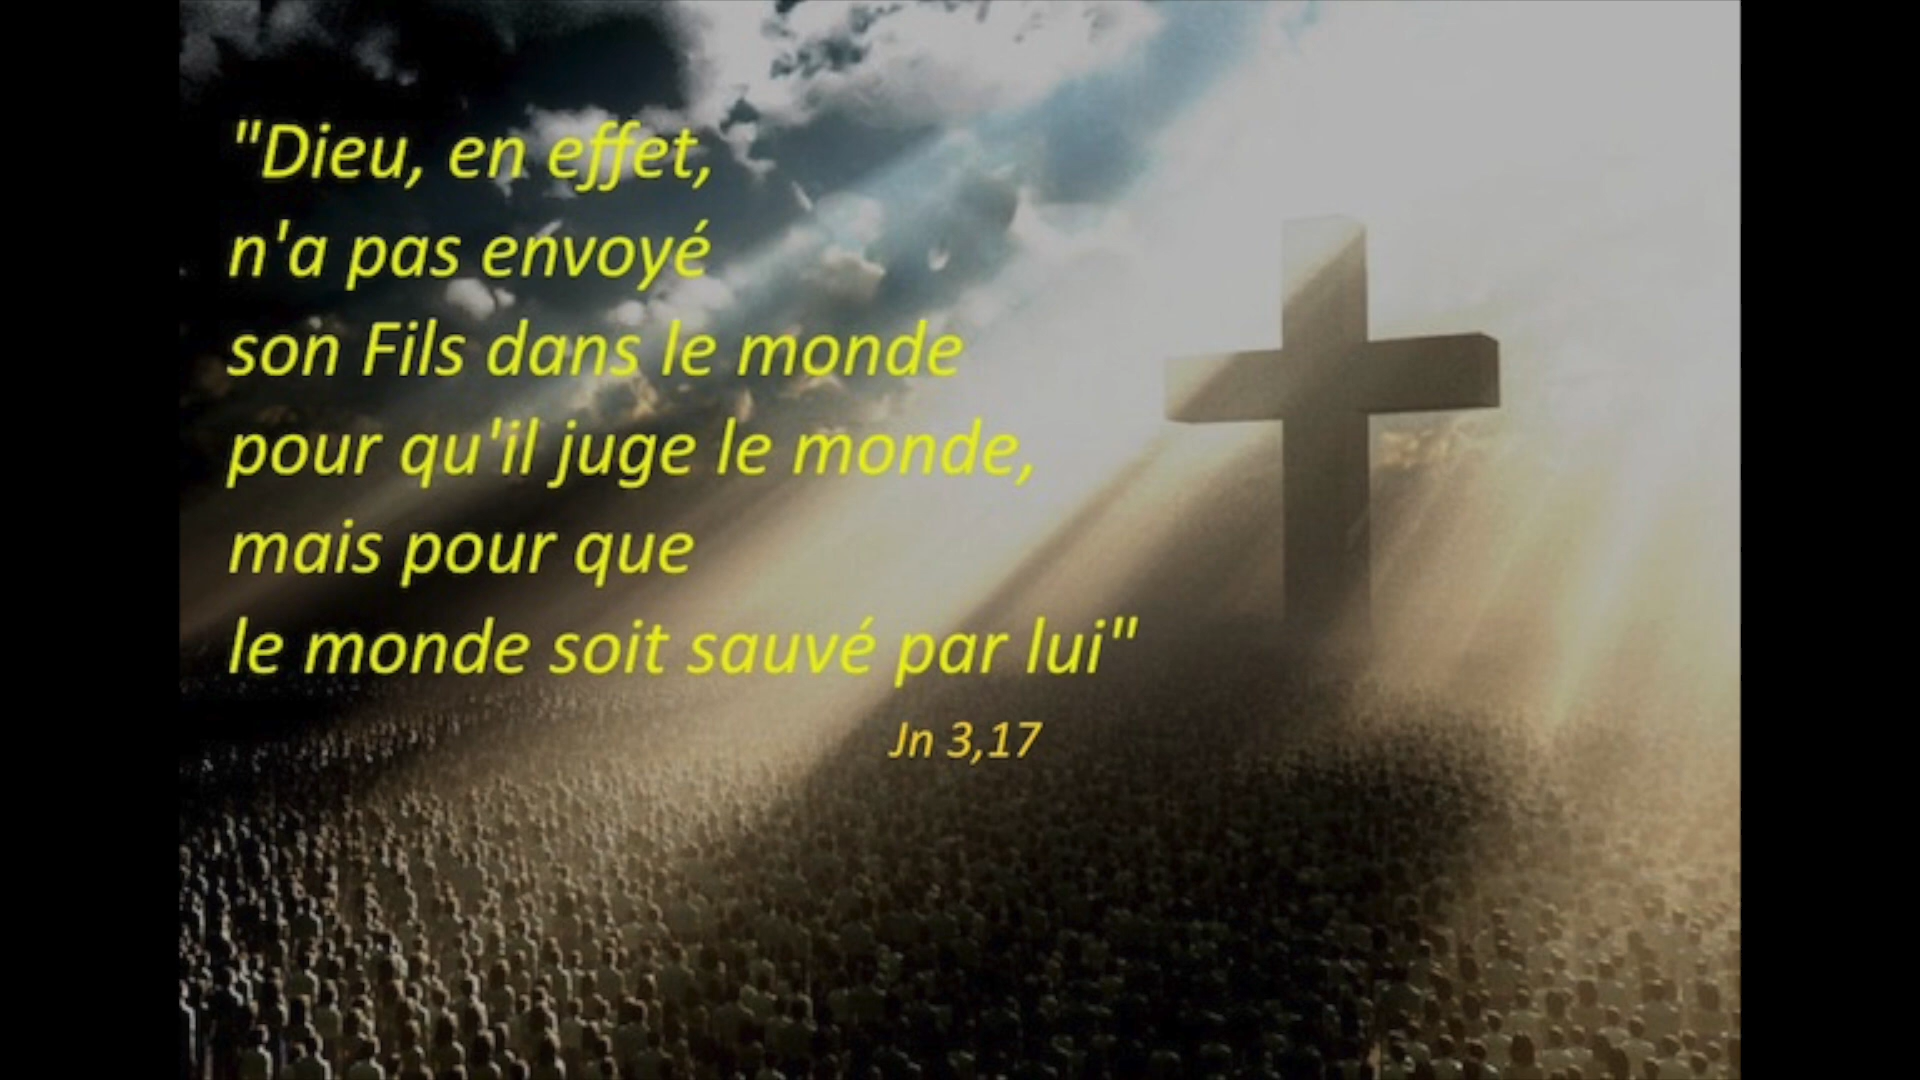 "Dieu, en effet,
n'a pas envoyé
son Fils dans le monde
pour qu'il juge le monde,
mais pour que
le monde soit sauvé par lui"
Jn 3,17